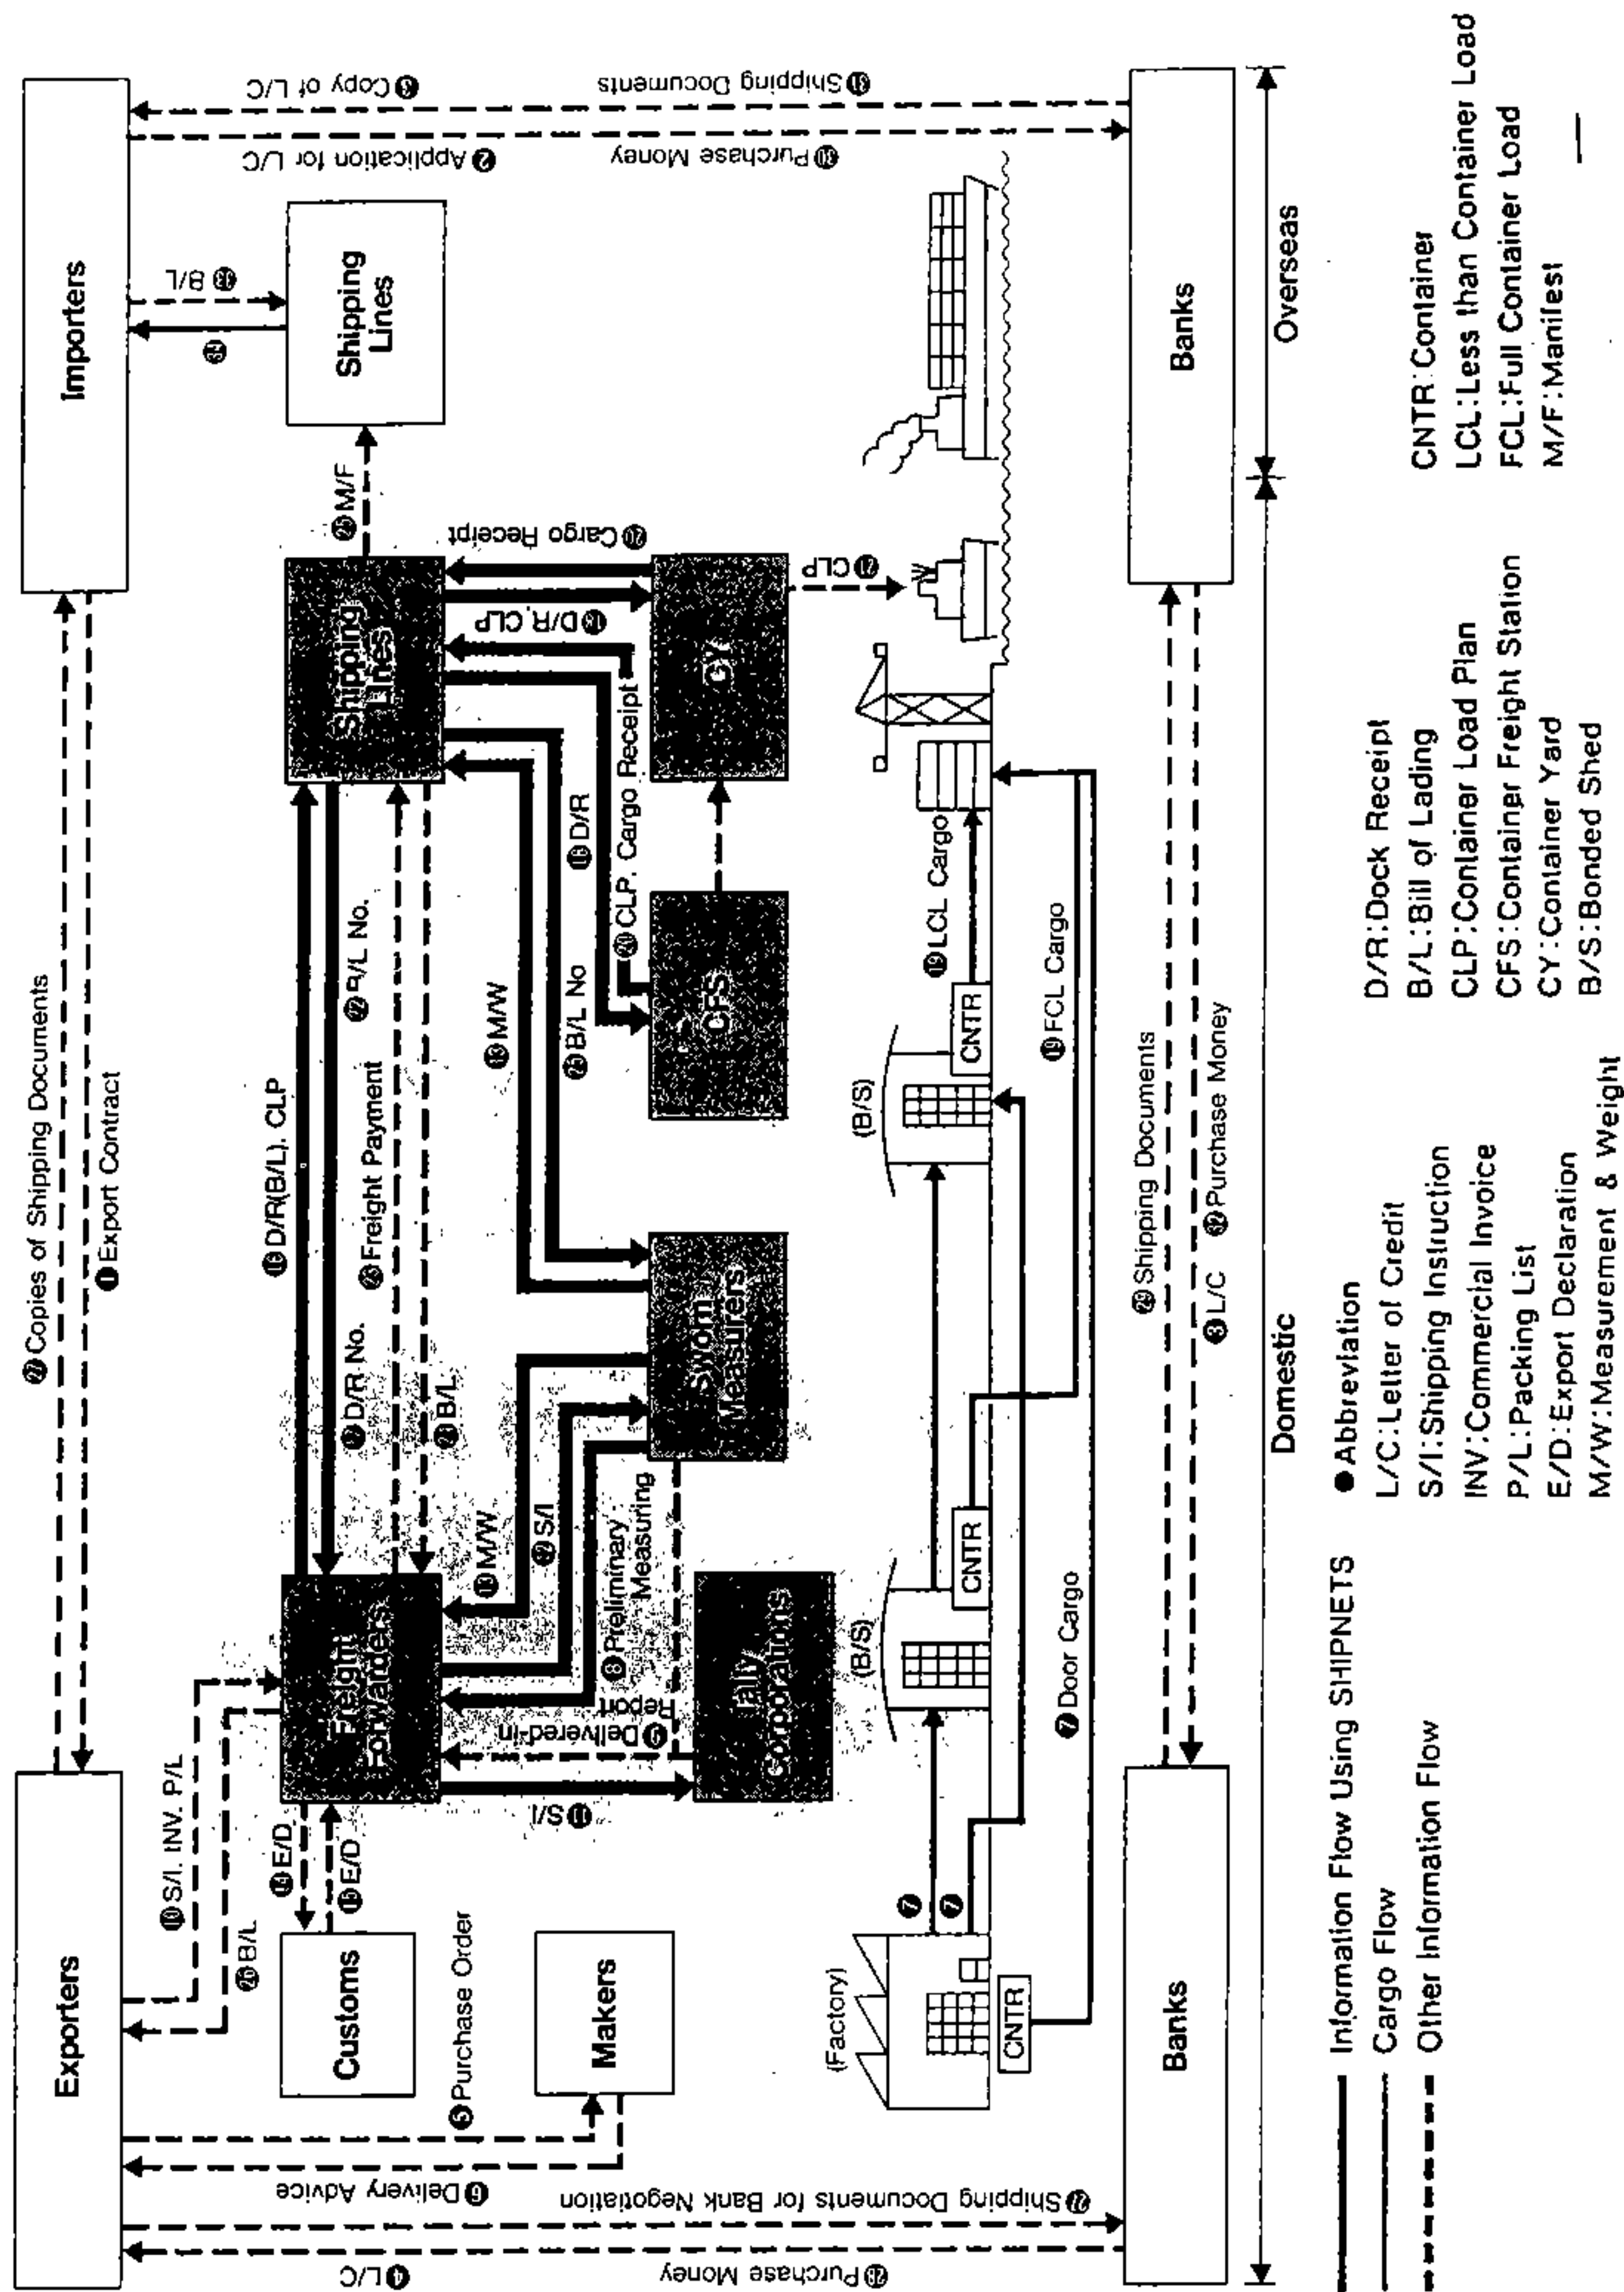 Exporters
Importers
㉗ Copies of Shipping Documents
❶ Export Contract
❿ S/I. INV. P/L
㉖ B/L
⓮ E/D
⓯ E/D
Customs
❺ Purchase Order
❻ Delivery Advice
Makers
❹ L/C
㉘ Purchase Money
㉗ Shipping Documents for Bank Negotiation
Freight
Forwarders
⓰ D/R(B/L). CLP
D/R No.
㉒ B/L No.
㉓ Freight Payment
㉔ B/L
Shipping
Lines
㉕ M/F
Shipping
Lines
B/L
❷ Application for L/C
❸ Copy of L/C
㉚ Purchase Money
㉛ Shipping Documents
⓭ M/W
⓬ S/I
❽ Preliminary
Measuring
❾ Delivered-in
Report
⓫ S/I
Tally
Corporations
Sworn
Measurers
⓭ M/W
B/L No
D/R
⓴ CLP. Cargo Receipt
D/R, CLP
⓴ Cargo Receipt
CFS
CY
㉑ CLP
(Factory)
CNTR
❼
❼
❼ Door Cargo
(B/S)
CNTR
(B/S)
CNTR
⓳ LCL Cargo
⓳ FCL Cargo
㉙ Shipping Documents
❸ L/C ㉜ Purchase Money
Banks
Banks
Domestic
Overseas
Information Flow Using SHIPNETS
Cargo Flow
Other Information Flow
● Abbreviation
L/C:Letter of Credit
S/I:Shipping Instruction
INV:Commercial Invoice
P/L:Packing List
E/D:Export Declaration
M/W:Measurement & Weight
D/R:Dock Receipt
B/L:Bill of Lading
CLP:Container Load Plan
CFS:Container Freight Station
CY:Container Yard
B/S:Bonded Shed
CNTR:Container
LCL:Less than Container Load
FCL:Full Container Load
M/F:Manifest